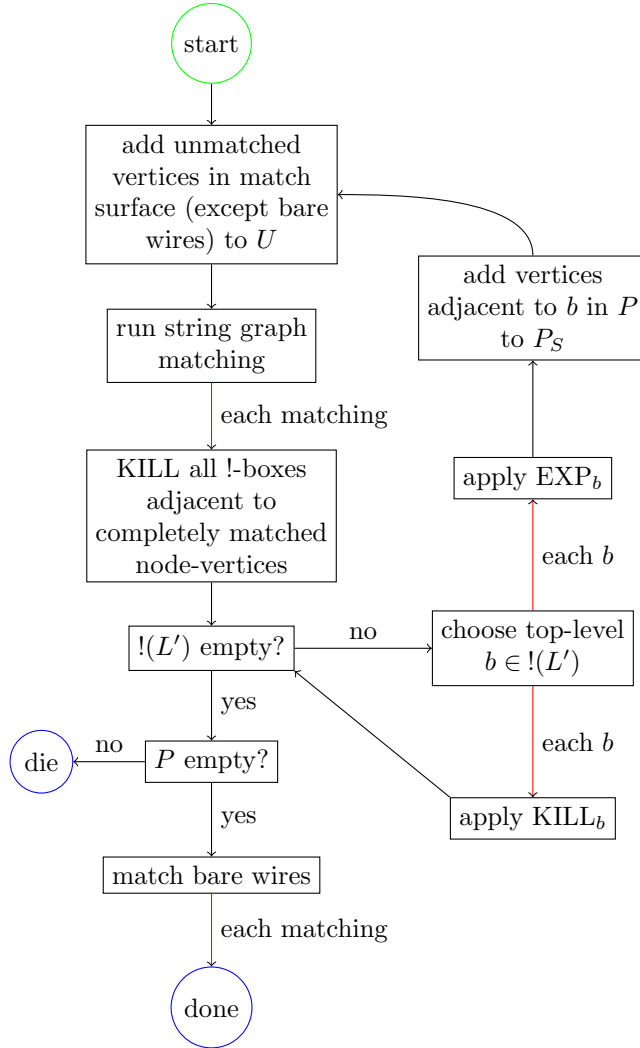 start
add unmatched
vertices in match
surface (except bare
wires) to U
add vertices
adjacent to b in P
to P_S
run string graph
matching
each matching
KILL all !-boxes
adjacent to
completely matched
node-vertices
apply EXP_b
each b
!(L′) empty?
no
choose top-level
b ∈ !(L′)
yes
each b
die
no
P empty?
apply KILL_b
yes
match bare wires
each matching
done